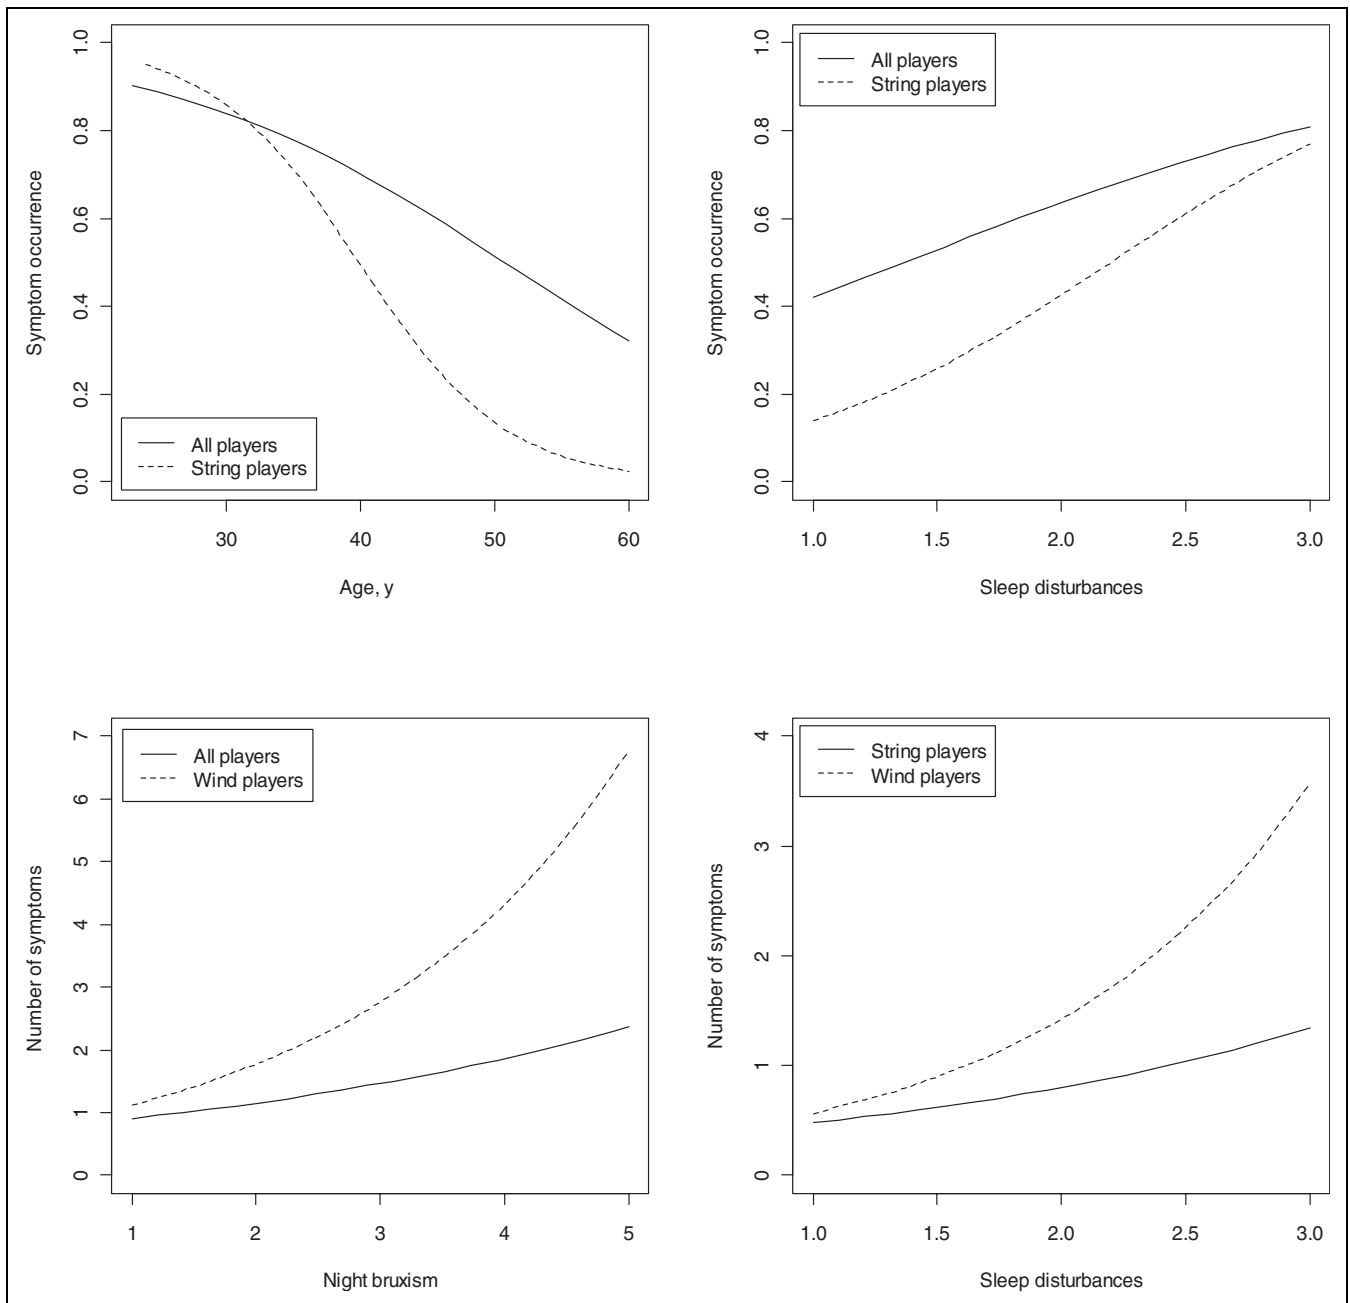 Symptom occurrence
1.0
0.8
0.6
0.4
0.2
0.0
All players
String players
30
40
50
60
Age, y
Symptom occurrence
1.0
0.8
0.6
0.4
0.2
0.0
All players
String players
1.0
1.5
2.0
2.5
3.0
Sleep disturbances
Number of symptoms
7
6
5
4
3
2
1
0
All players
Wind players
1
2
3
4
5
Night bruxism
Number of symptoms
4
3
2
1
0
String players
Wind players
1.0
1.5
2.0
2.5
3.0
Sleep disturbances